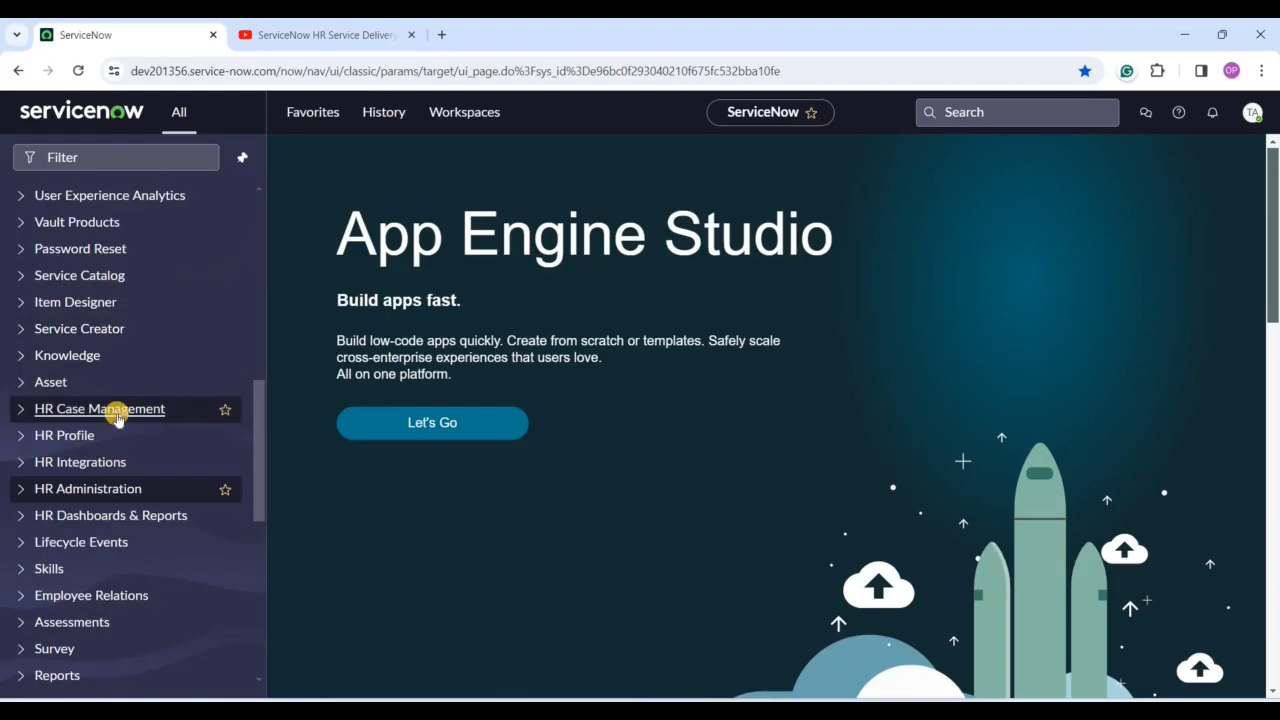 ServiceNow
ServiceNow HR Service Deliver
dev201356.service-now.com/now/nav/ui/classic/params/target/ui_page.do%3Fsys_id%3De96bc0f293040210f675fc532bba10fe
OP
servicenow
All
Favorites
History
Workspaces
ServiceNow
Search
TA
Filter
User Experience Analytics
Vault Products
Password Reset
Service Catalog
Item Designer
Service Creator
Knowledge
Asset
HR Case Management
HR Profile
HR Integrations
HR Administration
HR Dashboards & Reports
Lifecycle Events
Skills
Employee Relations
Assessments
Survey
Reports
App Engine Studio
Build apps fast.
Build low-code apps quickly. Create from scratch or templates. Safely scale
cross-enterprise experiences that users love.
All on one platform.
Let's Go